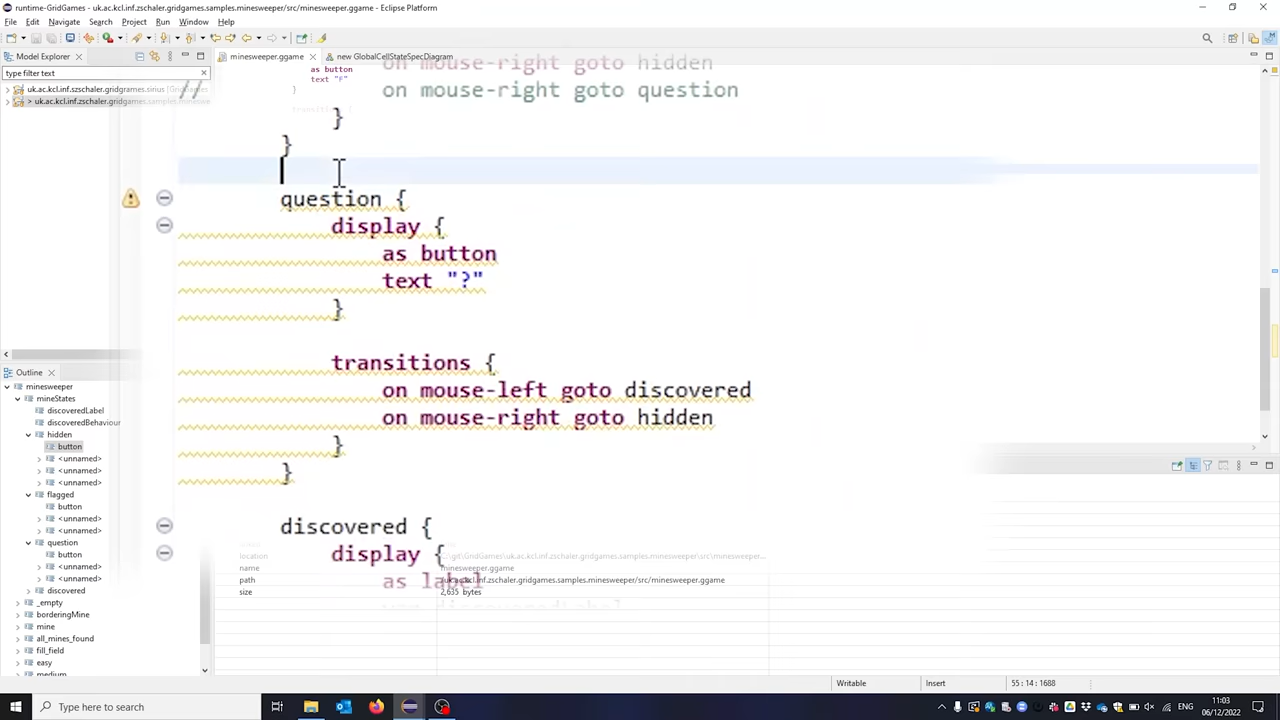 runtime-GridGames - uk.ac.kcl.inf.zschaler.gridgames.samples.minesweeper/src/minesweeper.ggame - Eclipse Platform
File Edit Navigate Search Project Run Window Help
Model Explorer
minesweeper.ggame
new GlobalCellStateSpecDiagram
type filter text
uk.ac.kcl.inf.szschaler.gridgrames.sirius [GridGames
> uk.ac.kcl.inf.zschaler.gridgames.samples.minesweepe
//
as button
text "F"
}
on mouse-right goto hidden
on mouse-right goto question
}
}
question {
display {
as button
text "?"
}
transitions {
on mouse-left goto discovered
on mouse-right goto hidden
}
}
discovered {
display {
as label
Outline
minesweeper
mineStates
discoveredLabel
discoveredBehaviour
hidden
button
<unnamed>
<unnamed>
<unnamed>
flagged
button
<unnamed>
<unnamed>
question
button
<unnamed>
<unnamed>
discovered
_empty
borderingMine
mine
all_mines_found
fill_field
easy
medium
location
name
minesweeper.ggame
path
/uk.ac.kcl.inf.zschaler.gridgames.samples.minesweeper/src/minesweeper.ggame
size
2,635 bytes
Writable
Insert
55 : 14 : 1688
Type here to search
11:03
06/12/2022